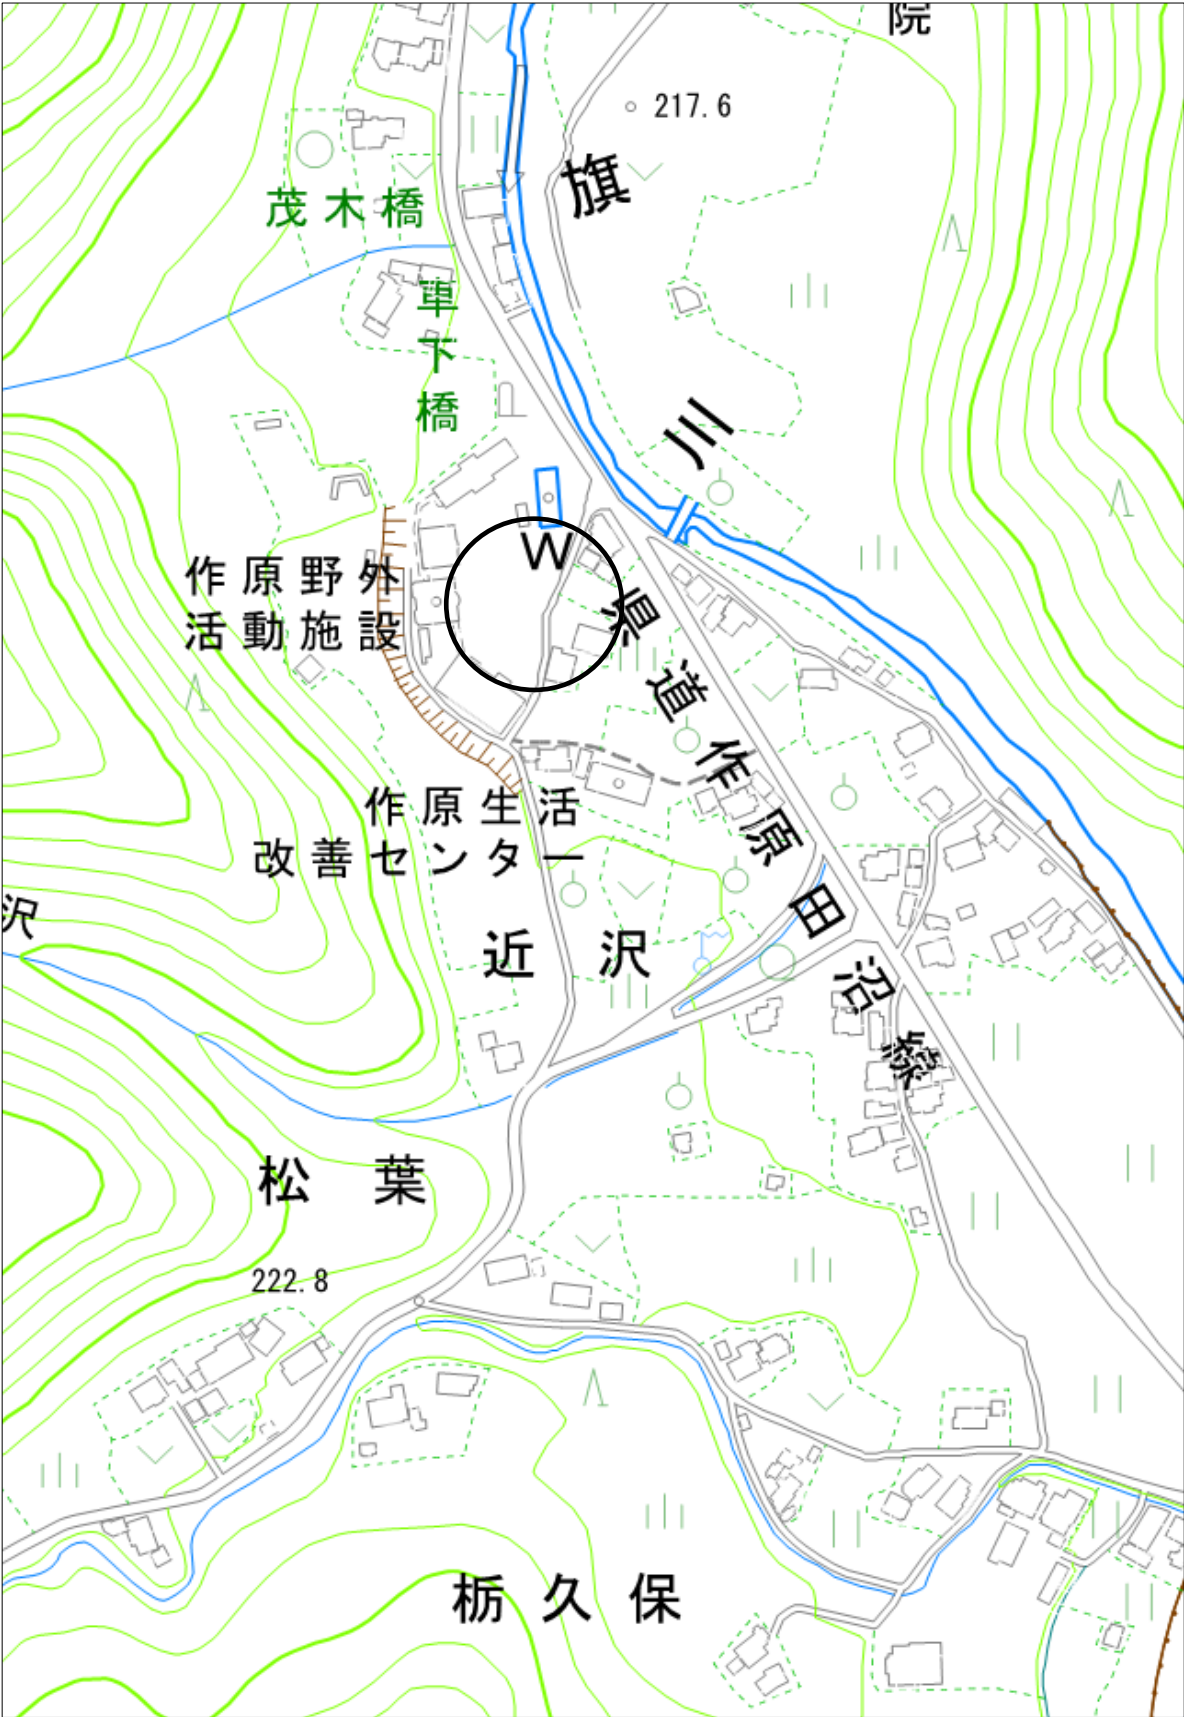 院
217.6
旗
茂木橋
車下橋
川
作原野外
活動施設
W
県道作原田沼線
作原生活
改善センター
沢
近沢
松葉
222.8
栃久保